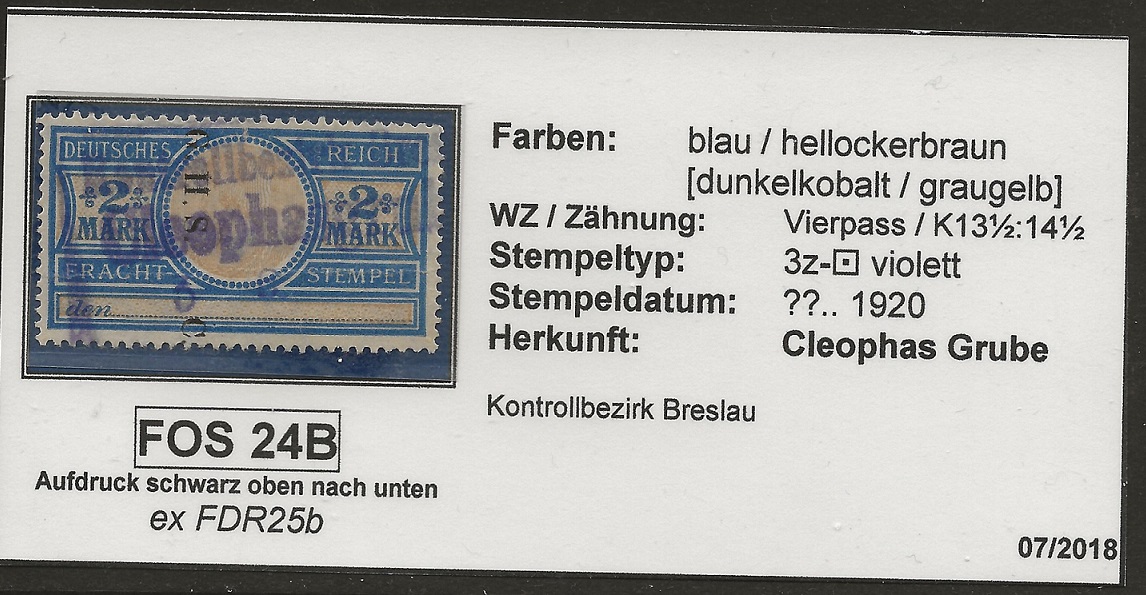 DEUTSCHES REICH
2 2
MARK MARK
FRACHT- STEMPEL
den
C. H. S.
opha
Farben: blau / hellockerbraun
[dunkelkobalt / graugelb]
WZ / Zähnung: Vierpass / K13½:14½
Stempeltyp: 3z-⊡ violett
Stempeldatum: ??.. 1920
Herkunft: Cleophas Grube
Kontrollbezirk Breslau
FOS 24B
Aufdruck schwarz oben nach unten
ex FDR25b
07/2018